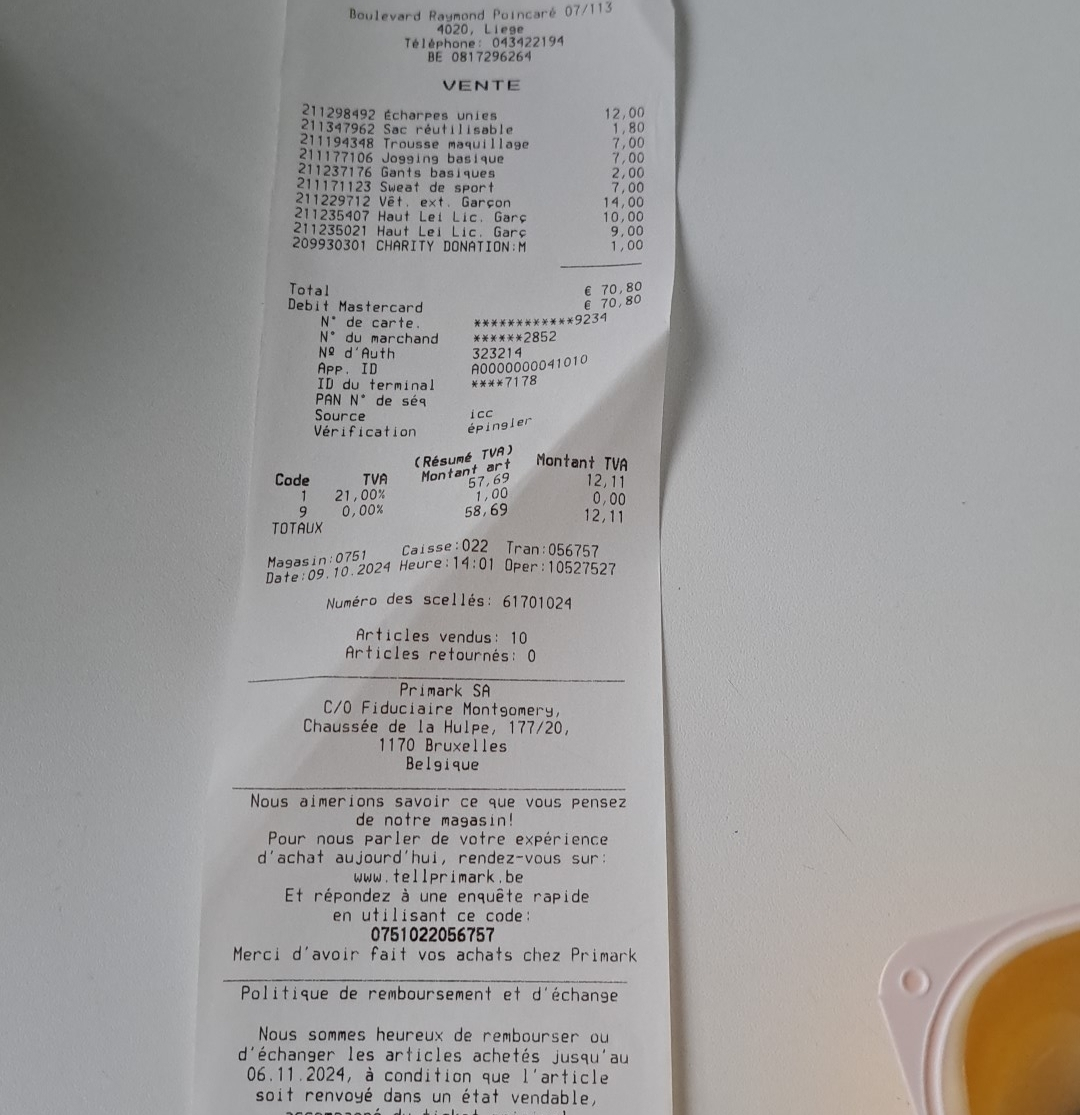 Boulevard Raymond Poincaré 07/113
4020, Liege
Téléphone: 043422194
BE 0817296264
VENTE
211298492 Écharpes unies 12,00
211347962 Sac réutilisable 1,80
211194348 Trousse maquillage 7,00
211177106 Jogging basique 7,00
211237176 Gants basiques 2,00
211171123 Sweat de sport 7,00
211229712 Vêt. ext. Garçon 14,00
211235407 Haut Lei Lic. Garç 10,00
211235021 Haut Lei Lic. Garç 9,00
209930301 CHARITY DONATION:M 1,00
Total € 70,80
Debit Mastercard € 70,80
N° de carte. ************9234
N° du marchand ******2852
Nº d'Auth 323214
App. ID A0000000041010
ID du terminal ****7178
PAN N° de séq
Source icc
Vérification épingler
(Résumé TVA)
Code TVA Montant art Montant TVA
1 21,00% 57,69 12,11
9 0,00% 1,00 0,00
TOTAUX 58,69 12,11
Magasin:0751 Caisse:022 Tran:056757
Date:09.10.2024 Heure:14:01 Oper:10527527
Numéro des scellés: 61701024
Articles vendus: 10
Articles retournés: 0
Primark SA
C/O Fiduciaire Montgomery,
Chaussée de la Hulpe, 177/20,
1170 Bruxelles
Belgique
Nous aimerions savoir ce que vous pensez
de notre magasin!
Pour nous parler de votre expérience
d'achat aujourd'hui, rendez-vous sur:
www.tellprimark.be
Et répondez à une enquête rapide
en utilisant ce code:
0751022056757
Merci d'avoir fait vos achats chez Primark
Politique de remboursement et d'échange
Nous sommes heureux de rembourser ou
d'échanger les articles achetés jusqu'au
06.11.2024, à condition que l'article
soit renvoyé dans un état vendable,